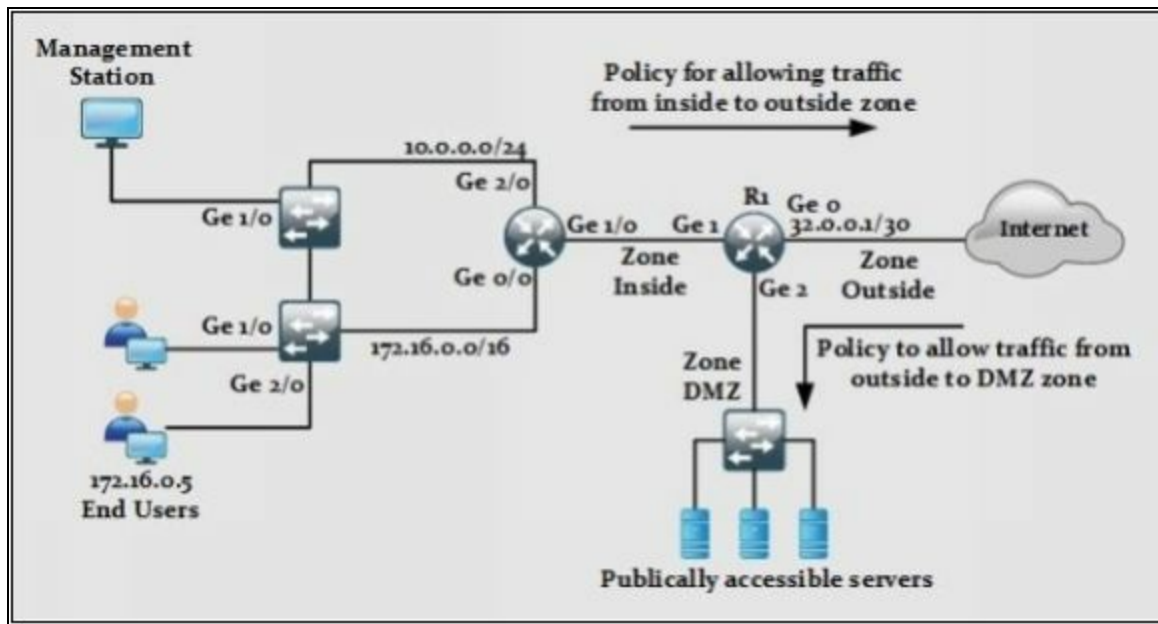 Management
Station
Policy for allowing traffic
from inside to outside zone
10.0.0.0/24
Ge 2/0
Ge 1/0
R1
Ge 0
32.0.0.1/30
Ge 1/0
Ge 1
Internet
Zone
Inside
Zone
Outside
Ge 0/0
Ge 2
Ge 1/0
172.16.0.0/16
Policy to allow traffic from
outside to DMZ zone
Zone
DMZ
Ge 2/0
172.16.0.5
End Users
Publically accessible servers